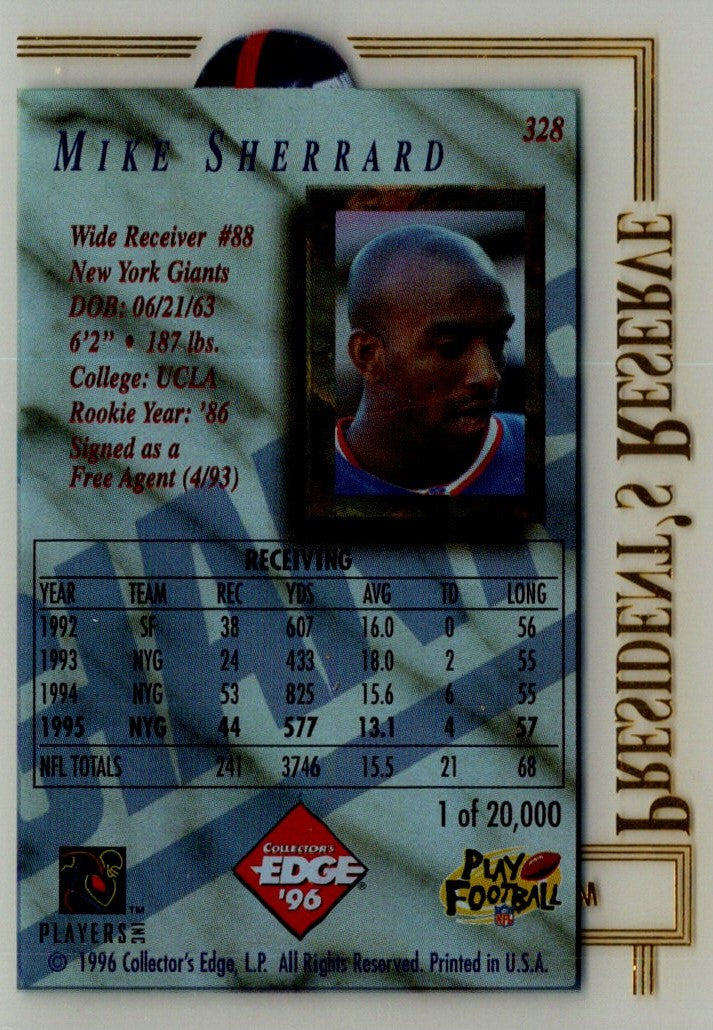 328
MIKE SHERRARD
Wide Receiver #88
New York Giants
DOB: 06/21/63
6'2" • 187 lbs.
College: UCLA
Rookie Year: '86
Signed as a
Free Agent (4/93)
RECEIVING
YEAR TEAM REC YDS AVG TD LONG
1992 SF 38 607 16.0 0 56
1993 NYG 24 433 18.0 2 55
1994 NYG 53 825 15.6 6 55
1995 NYG 44 577 13.1 4 57
NFL TOTALS 241 3746 15.5 21 68
1 of 20,000
COLLECTOR'S
EDGE®
'96
PLAYERS INC™
PLAY
FOOTBALL
NFL
© 1996 Collector's Edge, L.P. All Rights Reserved. Printed in U.S.A.
PRESIDENT'S RESERVE
GIANTS